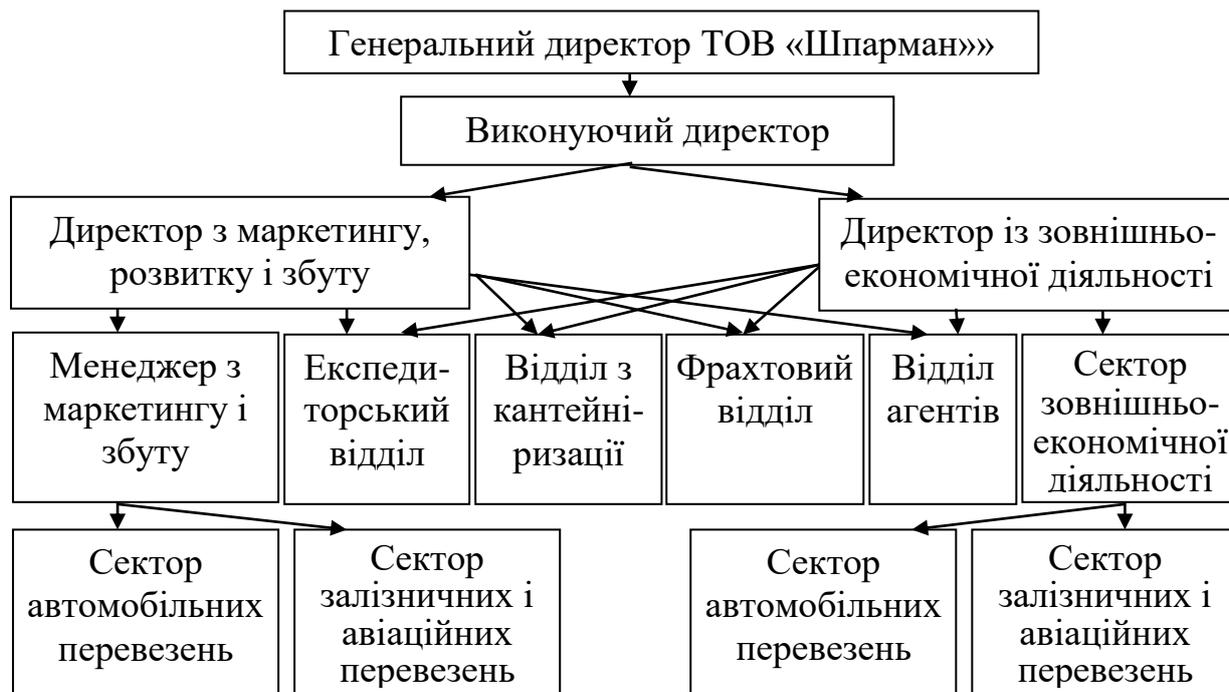 Генеральний директор ТОВ «Шпарман»»
Виконуючий директор
Директор з маркетингу,
розвитку і збуту
Директор із зовнішньо-
економічної діяльності
Менеджер з
маркетингу і
збуту
Експеди-
торський
відділ
Відділ з
кантейні-
ризації
Фрахтовий
відділ
Відділ
агентів
Сектор
зовнішньо-
економічної
діяльності
Сектор
автомобільних
перевезень
Сектор
залізничних і
авіаційних
перевезень
Сектор
автомобільних
перевезень
Сектор
залізничних і
авіаційних
перевезень